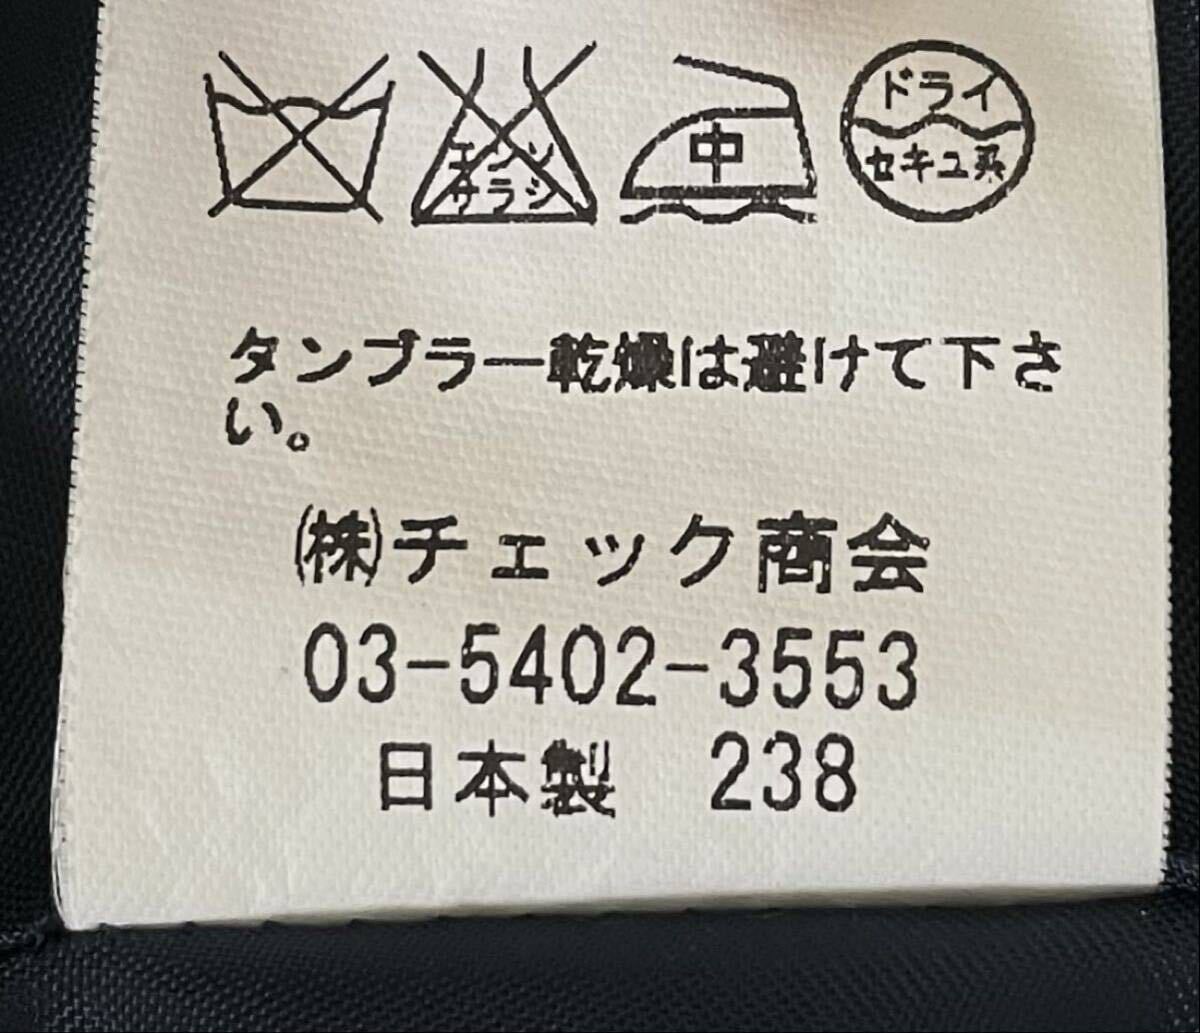 エンソ
サラシ
中
ドライ
セキユ系
タンブラー乾燥は避けて下さ
い。
㈱チェック商会
03-5402-3553
日本製 238